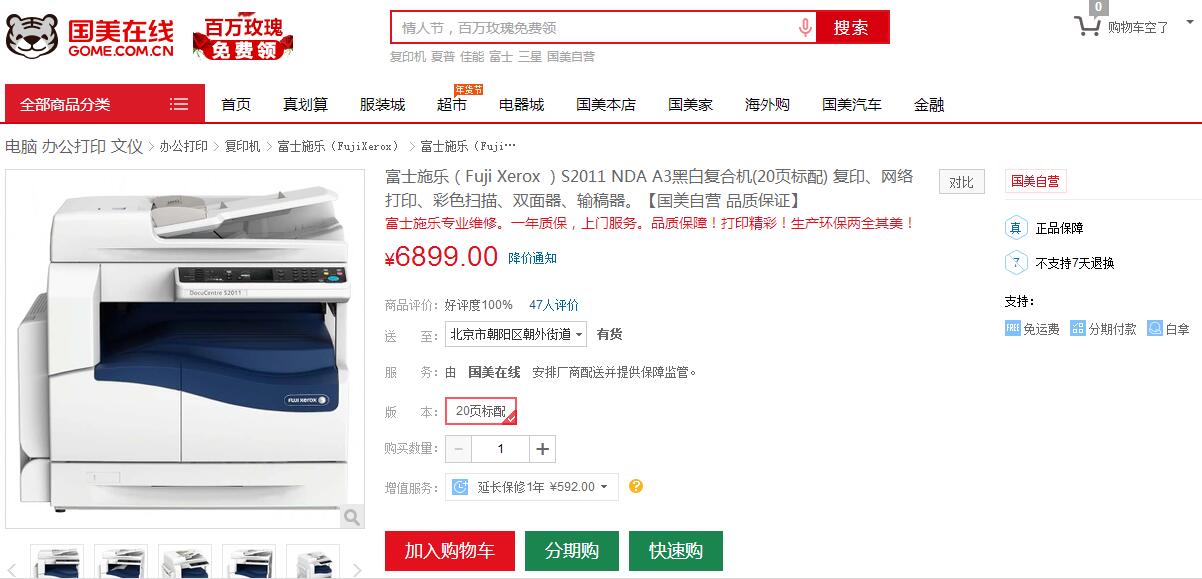 国美在线
GOME.COM.CN
百万玫瑰
免费领
情人节，百万玫瑰免费领
搜索
0
购物车空了
复印机 夏普 佳能 富士 三星 国美自营
年货节
全部商品分类 首页 真划算 服装城 超市 电器城 国美本店 国美家 海外购 国美汽车 金融
电脑 办公打印 文仪 > 办公打印 > 复印机 > 富士施乐（FujiXerox） > 富士施乐（Fuji…
富士施乐（Fuji Xerox ）S2011 NDA A3黑白复合机(20页标配) 复印、网络
打印、彩色扫描、双面器、输稿器。【国美自营 品质保证】
对比
国美自营
富士施乐专业维修。一年质保，上门服务。品质保障！打印精彩！生产环保两全其美！
真 正品保障
¥6899.00 降价通知
7 不支持7天退换
DocuCentre S2011
商品评价： 好评度100% 47人评价
支持：
送 至： 北京市朝阳区朝外街道 有货
FREE 免运费 分期付款 白拿
服 务： 由 国美在线 安排厂商配送并提供保障监管。
FUJI XEROX
版 本： 20页标配
购买数量： − 1 +
增值服务： 延长保修1年 ¥592.00 ?
加入购物车 分期购 快速购